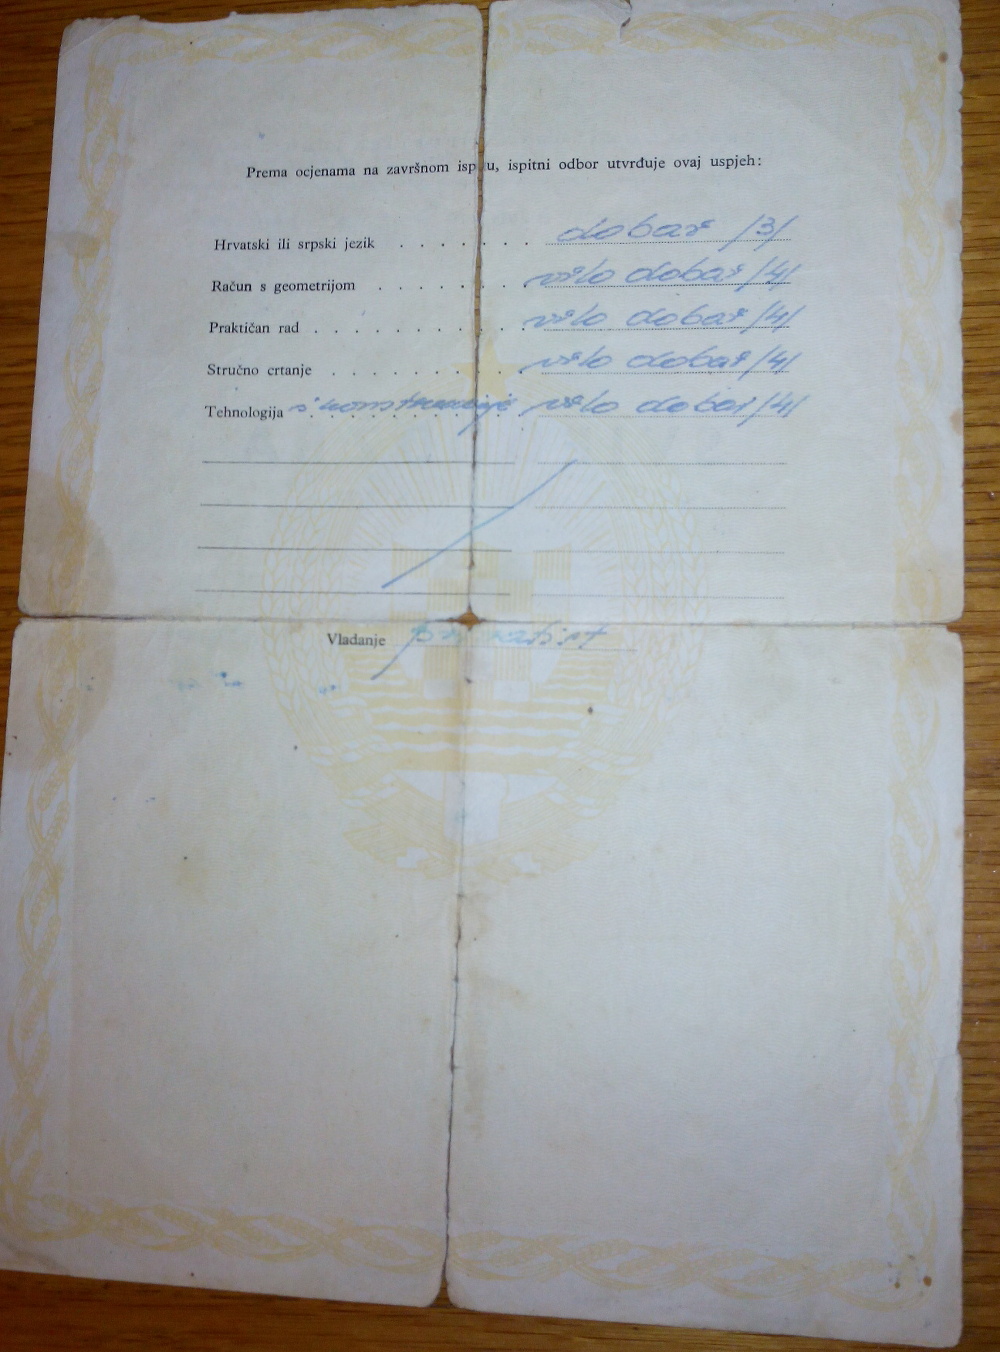 Prema ocjenama na završnom ispitu, ispitni odbor utvrđuje ovaj uspjeh:
Hrvatski ili srpski jezik . . . . . . dobar /3/
Račun s geometrijom . . . . . . vrlo dobar /4/
Praktičan rad . . . . . . . . . vrlo dobar /4/
Stručno crtanje . . . . . . . . vrlo dobar /4/
Tehnologija s konstrukcije vrlo dobar /4/
Vladanje